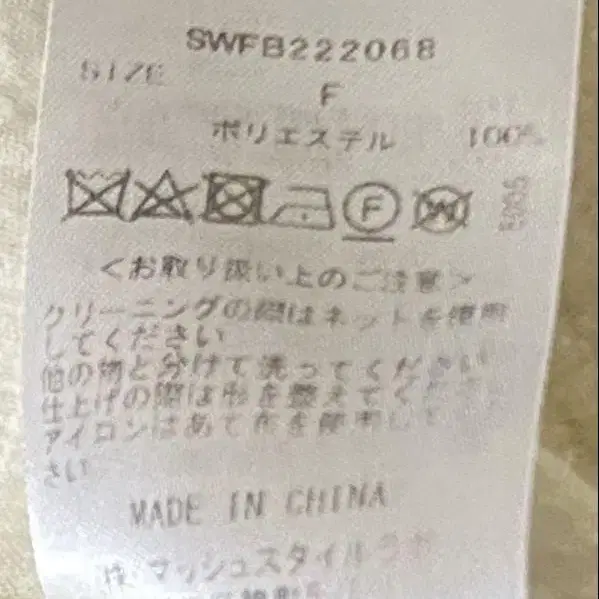 SWFB222068
SIZE
F
ポリエステル 100%
F W
<お取り扱い上のご注意>
クリーニングの際はネットを使用
してください
他の物と分けて洗ってください
仕上げの際は形を整えてくだ
アイロンはあて布を使用して
さい
MADE IN CHINA
マッシュスタイルラボ